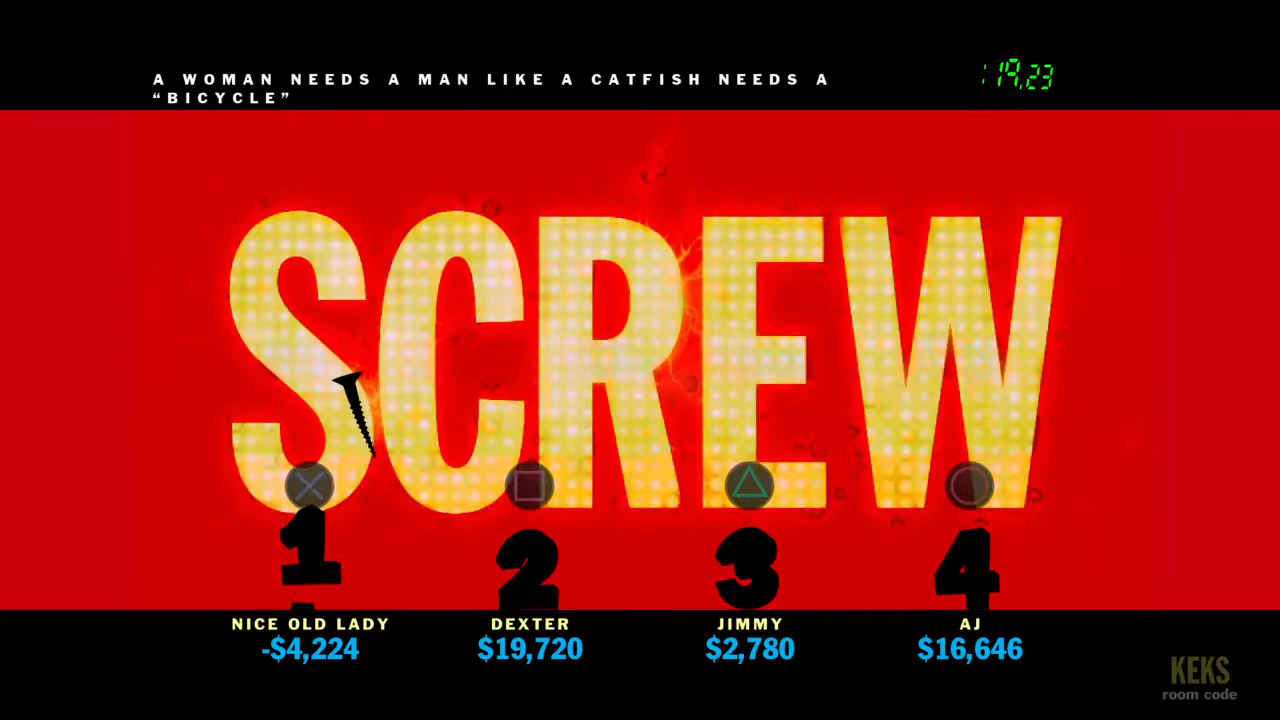 A WOMAN NEEDS A MAN LIKE A CATFISH NEEDS A
“BICYCLE”
:19,23
SCREW
1 2 3 4
NICE OLD LADY DEXTER JIMMY AJ
-$4,224 $19,720 $2,780 $16,646
KEKS
room code